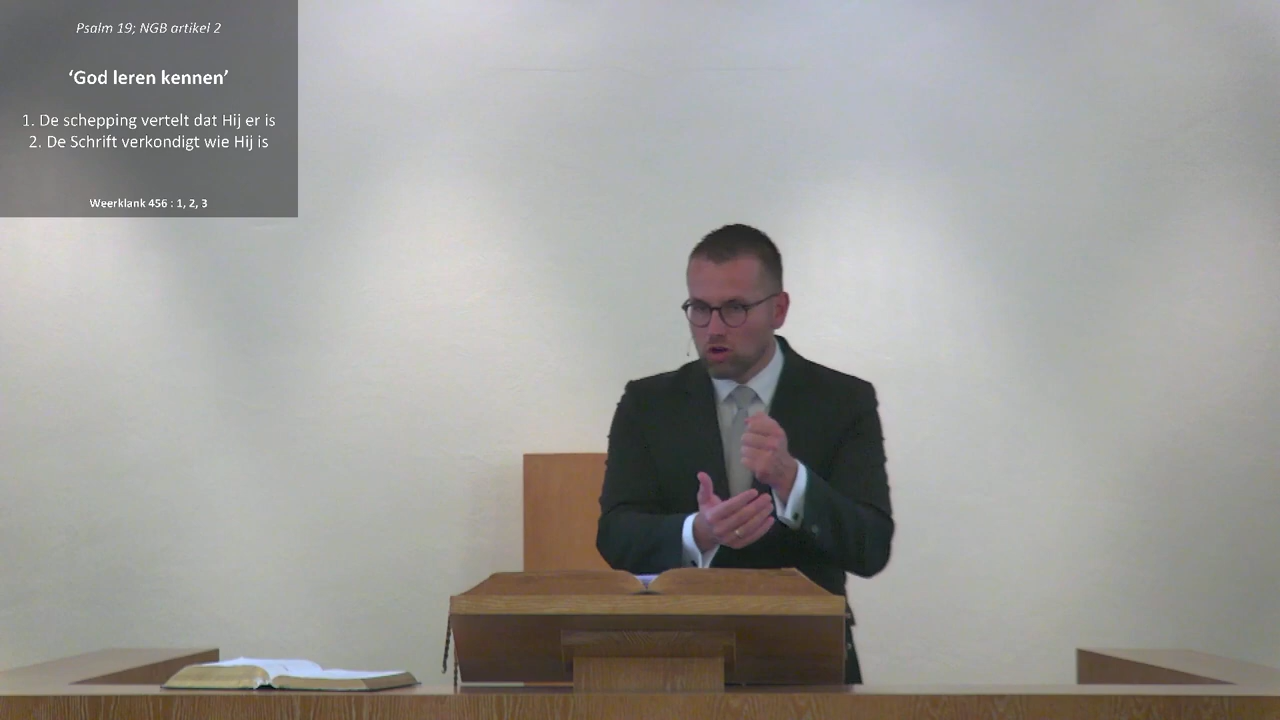 Psalm 19; NGB artikel 2
‘God leren kennen’
1. De schepping vertelt dat Hij er is
2. De Schrift verkondigt wie Hij is
Weerklank 456 : 1, 2, 3